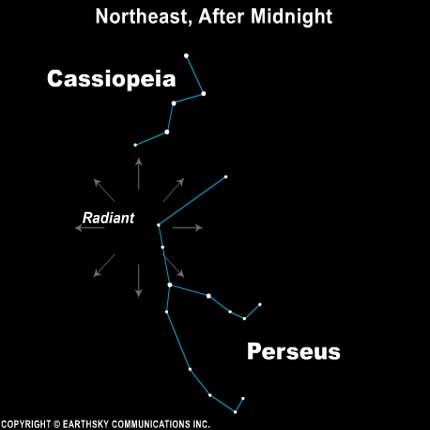 Northeast, After Midnight
Cassiopeia
Radiant
Perseus
COPYRIGHT © EARTHSKY COMMUNICATIONS INC.